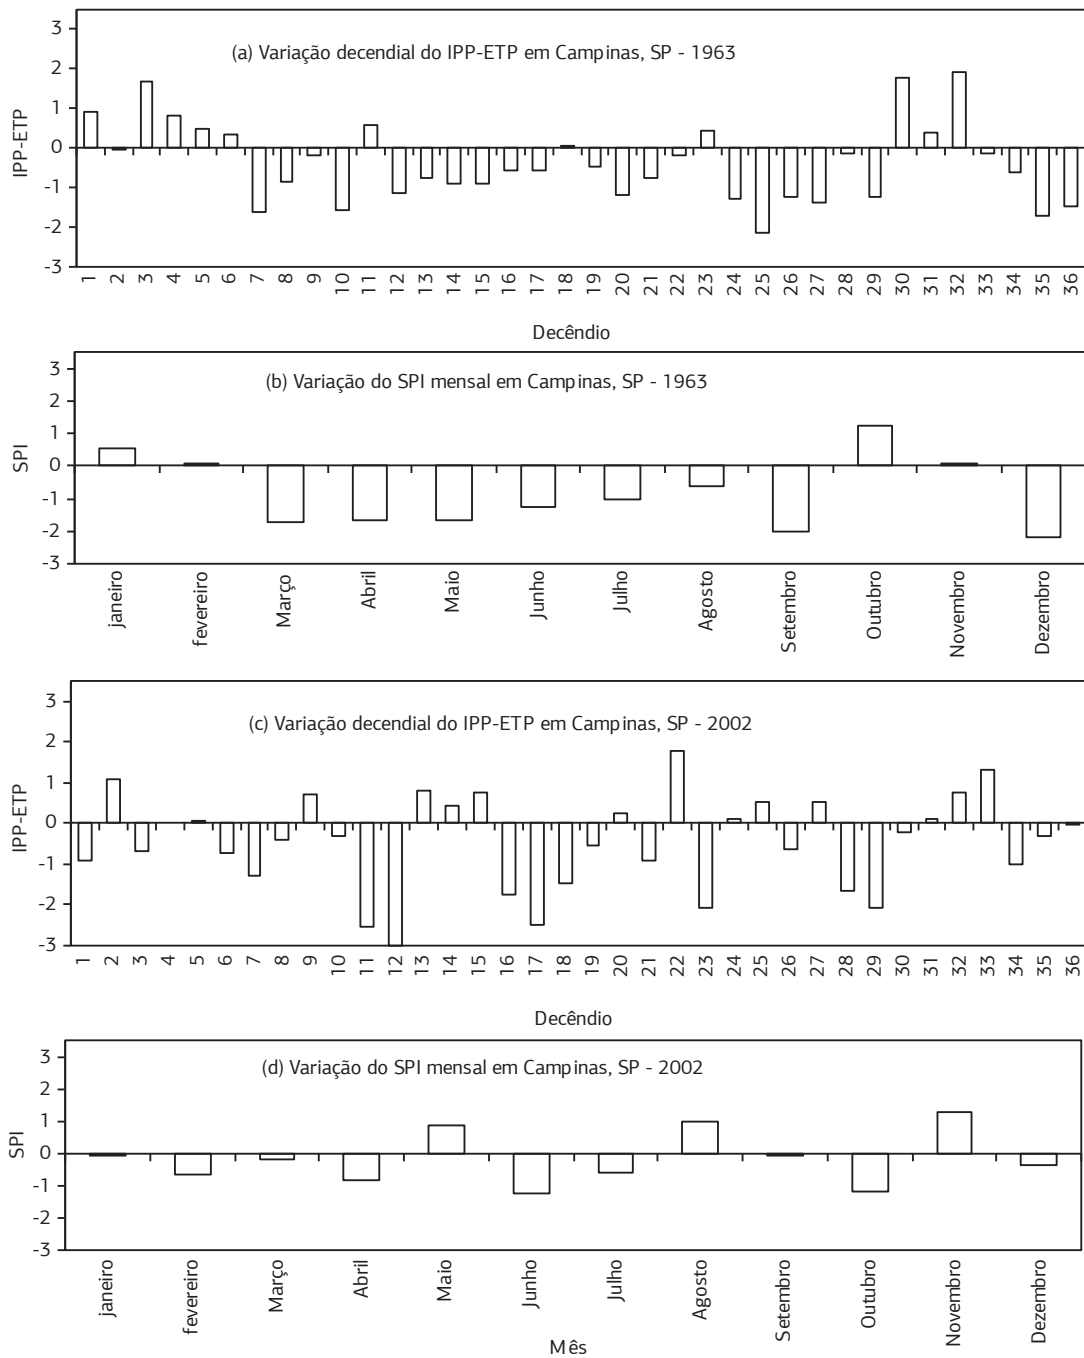 (a) Variação decendial do IPP-ETP em Campinas, SP - 1963
IPP-ETP
3
2
1
0
-1
-2
-3
1 2 3 4 5 6 7 8 9 10 11 12 13 14 15 16 17 18 19 20 21 22 23 24 25 26 27 28 29 30 31 32 33 34 35 36
Decêndio
(b) Variação do SPI mensal em Campinas, SP - 1963
SPI
3
2
1
0
-1
-2
-3
janeiro fevereiro Março Abril Maio Junho Julho Agosto Setembro Outubro Novembro Dezembro
(c) Variação decendial do IPP-ETP em Campinas, SP - 2002
IPP-ETP
3
2
1
0
-1
-2
-3
1 2 3 4 5 6 7 8 9 10 11 12 13 14 15 16 17 18 19 20 21 22 23 24 25 26 27 28 29 30 31 32 33 34 35 36
Decêndio
(d) Variação do SPI mensal em Campinas, SP - 2002
SPI
3
2
1
0
-1
-2
-3
janeiro fevereiro Março Abril Maio Junho Julho Agosto Setembro Outubro Novembro Dezembro
Mês